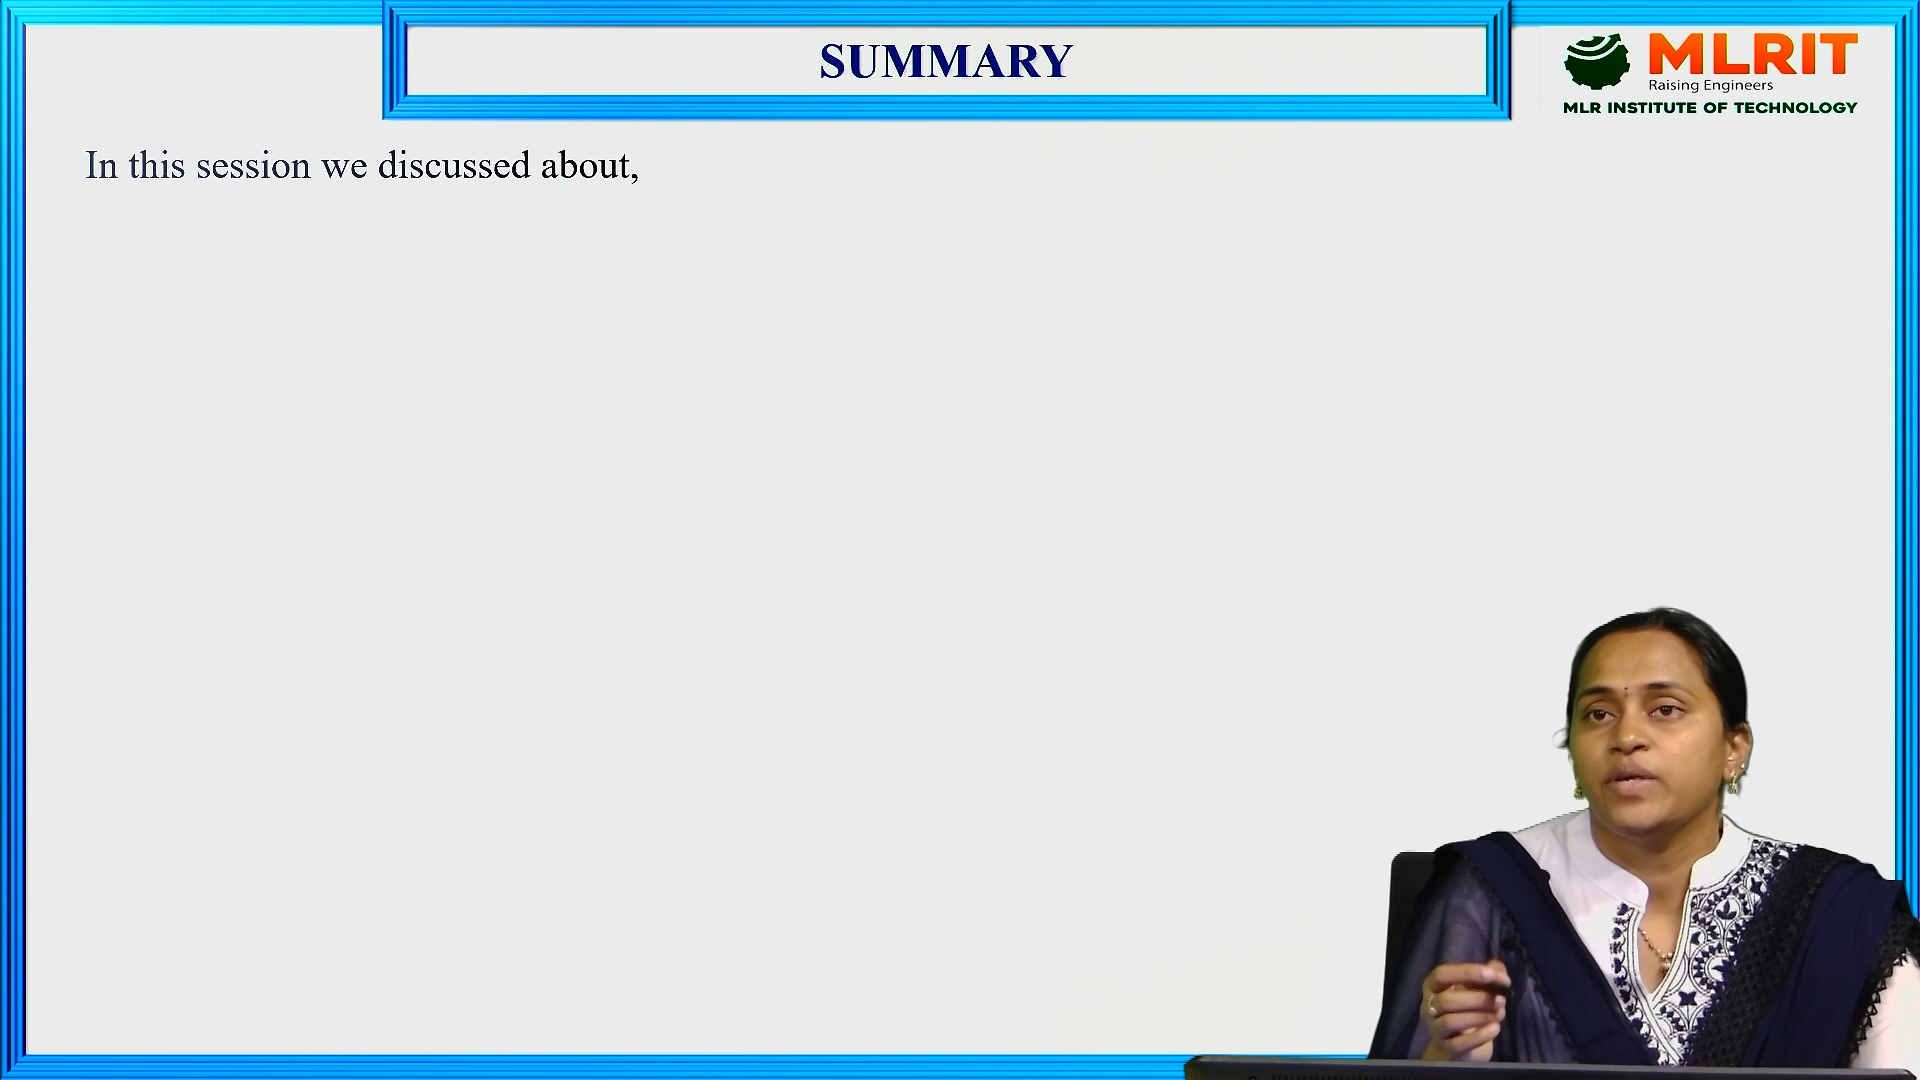 SUMMARY
MLRIT
Raising Engineers
MLR INSTITUTE OF TECHNOLOGY
In this session we discussed about,